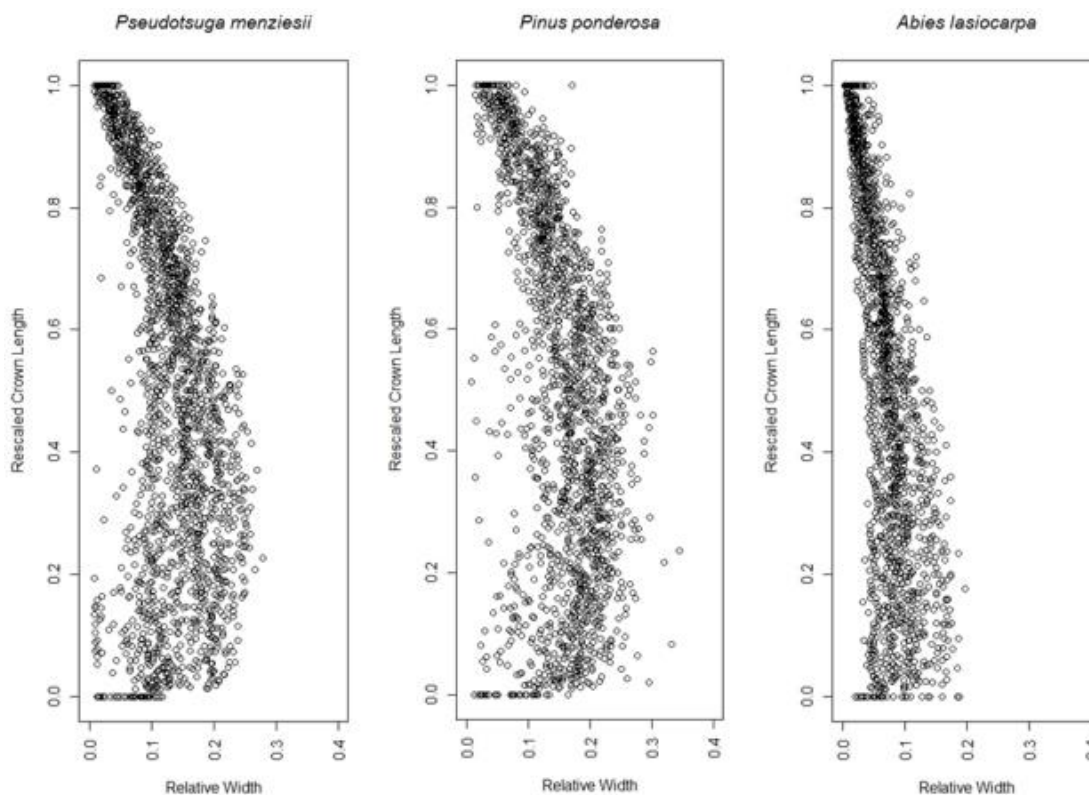 Pseudotsuga menziesii
Pinus ponderosa
Abies lasiocarpa
Rescaled Crown Length
1.0
0.8
0.6
0.4
0.2
0.0
0.0 0.1 0.2 0.3 0.4
Relative Width
Rescaled Crown Length
1.0
0.8
0.6
0.4
0.2
0.0
0.0 0.1 0.2 0.3 0.4
Relative Width
Rescaled Crown Length
1.0
0.8
0.6
0.4
0.2
0.0
0.0 0.1 0.2 0.3 0.4
Relative Width